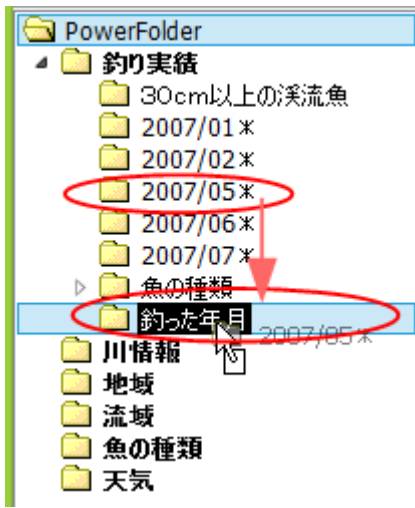 PowerFolder
釣り実績
30cm以上の渓流魚
2007/01*
2007/02*
2007/05*
2007/06*
2007/07*
魚の種類
釣った年月
2007/05*
川情報
地域
流域
魚の種類
天気